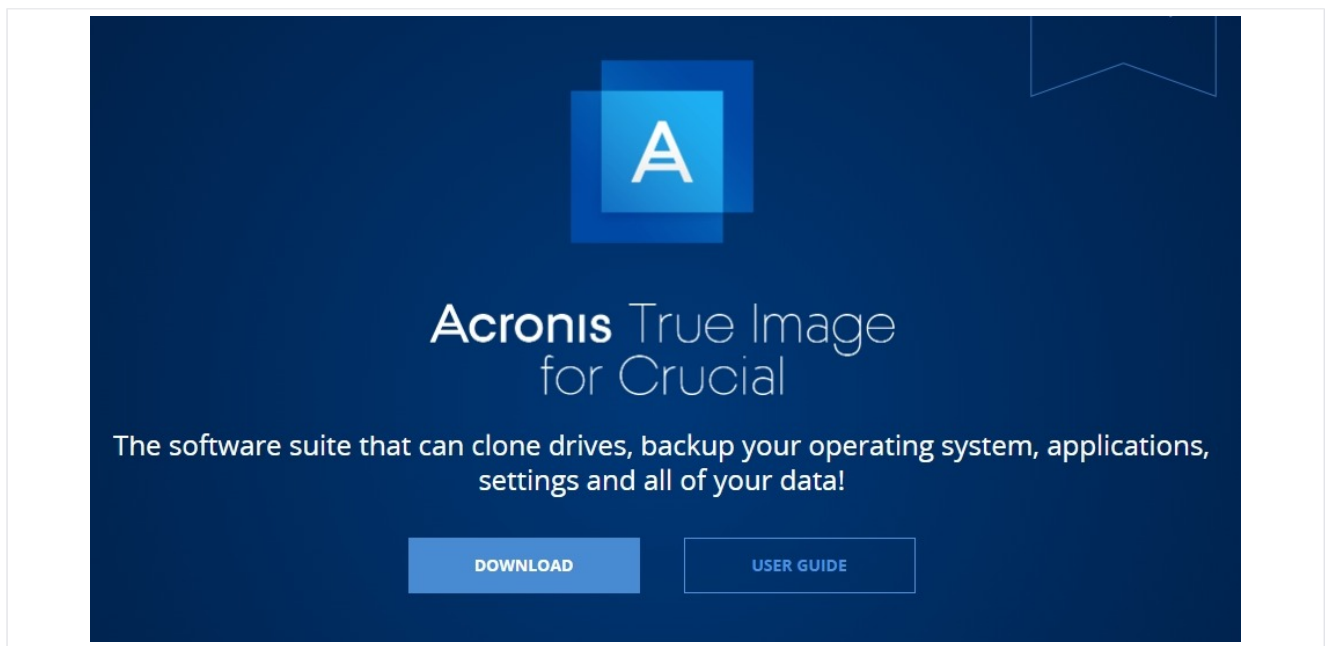 A
Acronis True Image
for Crucial
The software suite that can clone drives, backup your operating system, applications,
settings and all of your data!
DOWNLOAD
USER GUIDE